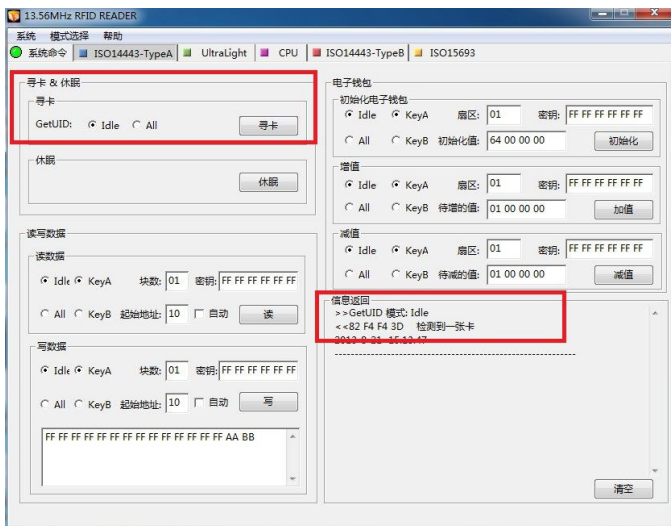 13.56MHz RFID READER
系统 模式选择 帮助
系统命令 ISO14443-TypeA UltraLight CPU ISO14443-TypeB ISO15693
寻卡 & 休眠
寻卡
GetUID: Idle All 寻卡
休眠
休眠
读写数据
读数据
Idle KeyA 块数: 01 密钥: FF FF FF FF FF FF
All KeyB 起始地址: 10 自动 读
写数据
Idle KeyA 块数: 01 密钥: FF FF FF FF FF FF
All KeyB 起始地址: 10 自动 写
FF FF FF FF FF FF FF FF FF FF FF FF FF FF AA BB
电子钱包
初始化电子钱包
Idle KeyA 扇区: 01 密钥: FF FF FF FF FF FF
All KeyB 初始化值: 64 00 00 00 初始化
增值
Idle KeyA 扇区: 01 密钥: FF FF FF FF FF FF
All KeyB 待增的值: 01 00 00 00 加值
减值
Idle KeyA 扇区: 01 密钥: FF FF FF FF FF FF
All KeyB 待减的值: 01 00 00 00 减值
信息返回
>>GetUID 模式: Idle
<<82 F4 F4 3D 检测到一张卡
清空